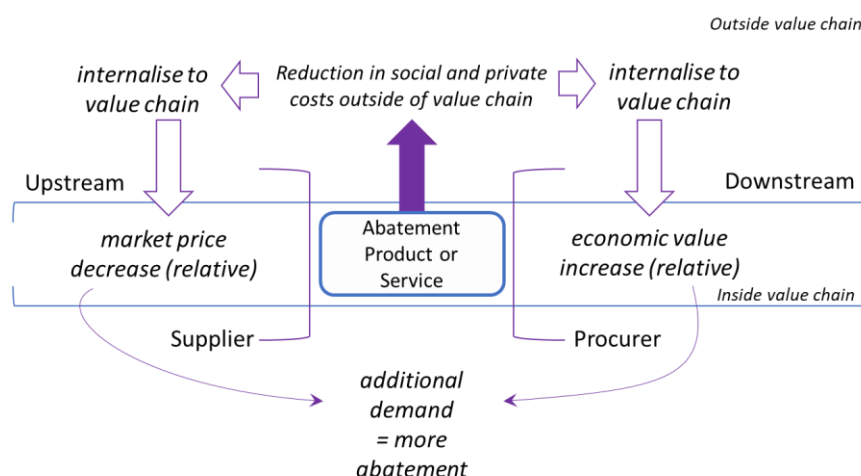 Outside value chain
internalise to
value chain
Reduction in social and private
costs outside of value chain
internalise to
value chain
Upstream
Downstream
market price
decrease (relative)
Abatement
Product or
Service
economic value
increase (relative)
Inside value chain
Supplier
Procurer
additional
demand
= more
abatement